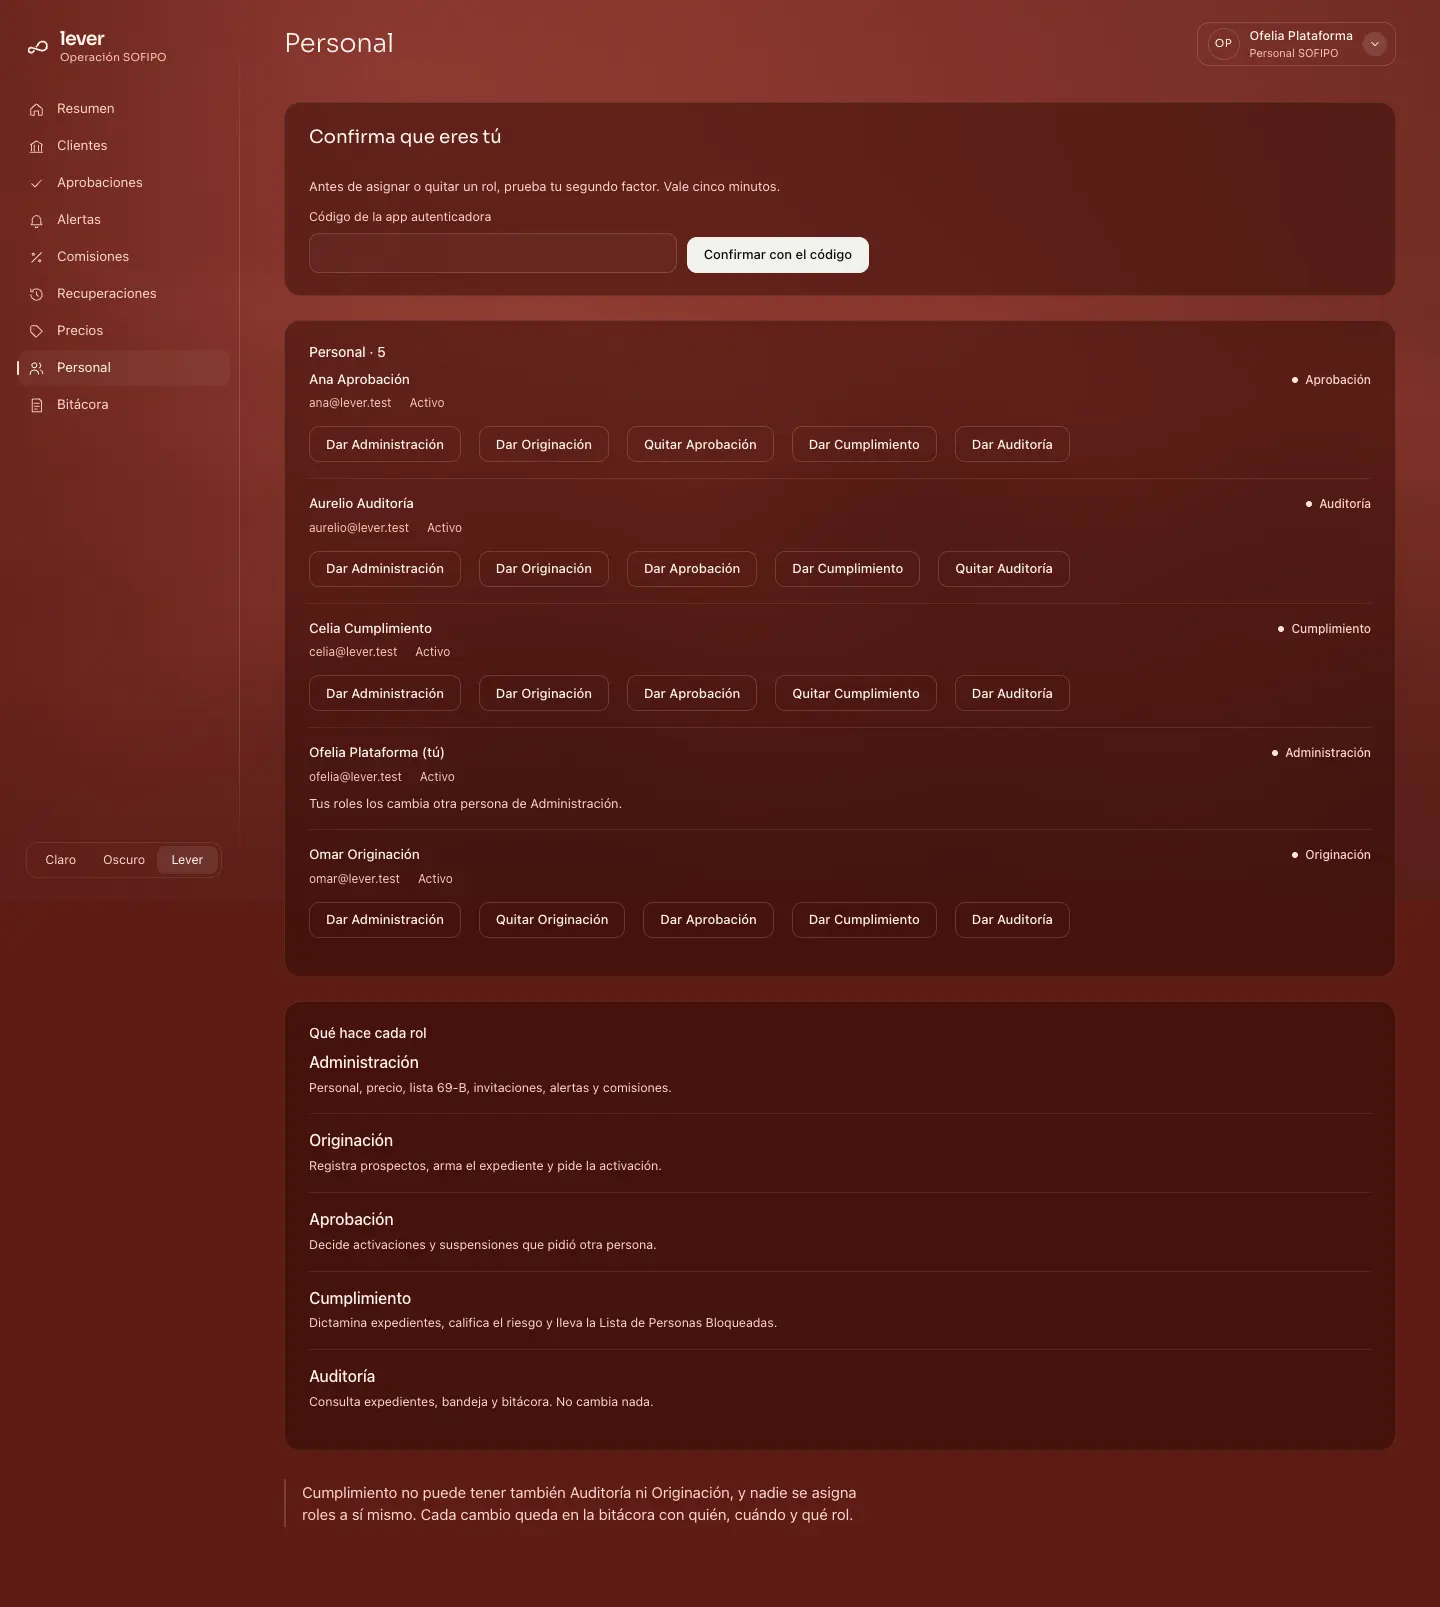 lever
Operación SOFIPO
Resumen
Clientes
Aprobaciones
Alertas
Comisiones
Recuperaciones
Precios
Personal
Bitácora
Claro Oscuro Lever
Personal
OP
Ofelia Plataforma
Personal SOFIPO
Confirma que eres tú
Antes de asignar o quitar un rol, prueba tu segundo factor. Vale cinco minutos.
Código de la app autenticadora
Confirmar con el código
Personal · 5
Ana Aprobación
Aprobación
ana@lever.test Activo
Dar Administración Dar Originación Quitar Aprobación Dar Cumplimiento Dar Auditoría
Aurelio Auditoría
Auditoría
aurelio@lever.test Activo
Dar Administración Dar Originación Dar Aprobación Dar Cumplimiento Quitar Auditoría
Celia Cumplimiento
Cumplimiento
celia@lever.test Activo
Dar Administración Dar Originación Dar Aprobación Quitar Cumplimiento Dar Auditoría
Ofelia Plataforma (tú)
Administración
ofelia@lever.test Activo
Tus roles los cambia otra persona de Administración.
Omar Originación
Originación
omar@lever.test Activo
Dar Administración Quitar Originación Dar Aprobación Dar Cumplimiento Dar Auditoría
Qué hace cada rol
Administración
Personal, precio, lista 69-B, invitaciones, alertas y comisiones.
Originación
Registra prospectos, arma el expediente y pide la activación.
Aprobación
Decide activaciones y suspensiones que pidió otra persona.
Cumplimiento
Dictamina expedientes, califica el riesgo y lleva la Lista de Personas Bloqueadas.
Auditoría
Consulta expedientes, bandeja y bitácora. No cambia nada.
Cumplimiento no puede tener también Auditoría ni Originación, y nadie se asigna
roles a sí mismo. Cada cambio queda en la bitácora con quién, cuándo y qué rol.